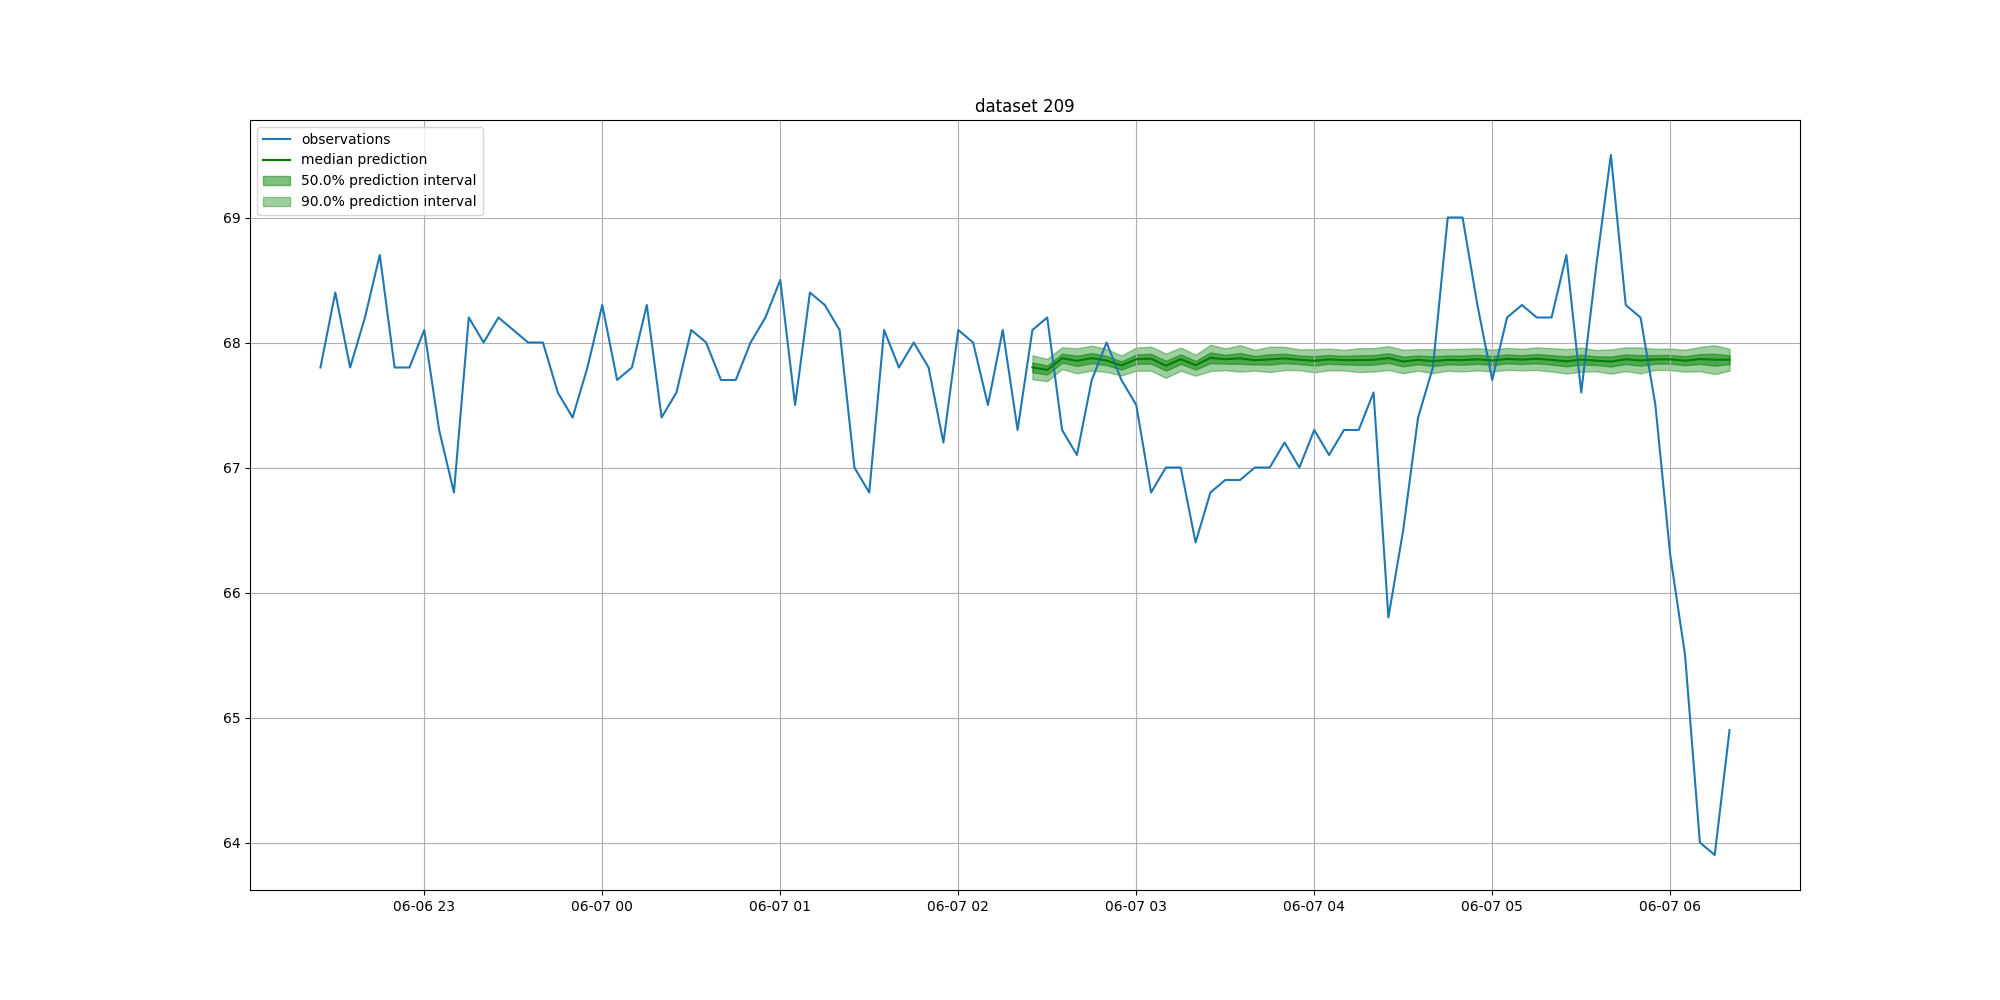 dataset 209
observations
median prediction
50.0% prediction interval
90.0% prediction interval
69
68
67
66
65
64
06-06 23
06-07 00
06-07 01
06-07 02
06-07 03
06-07 04
06-07 05
06-07 06